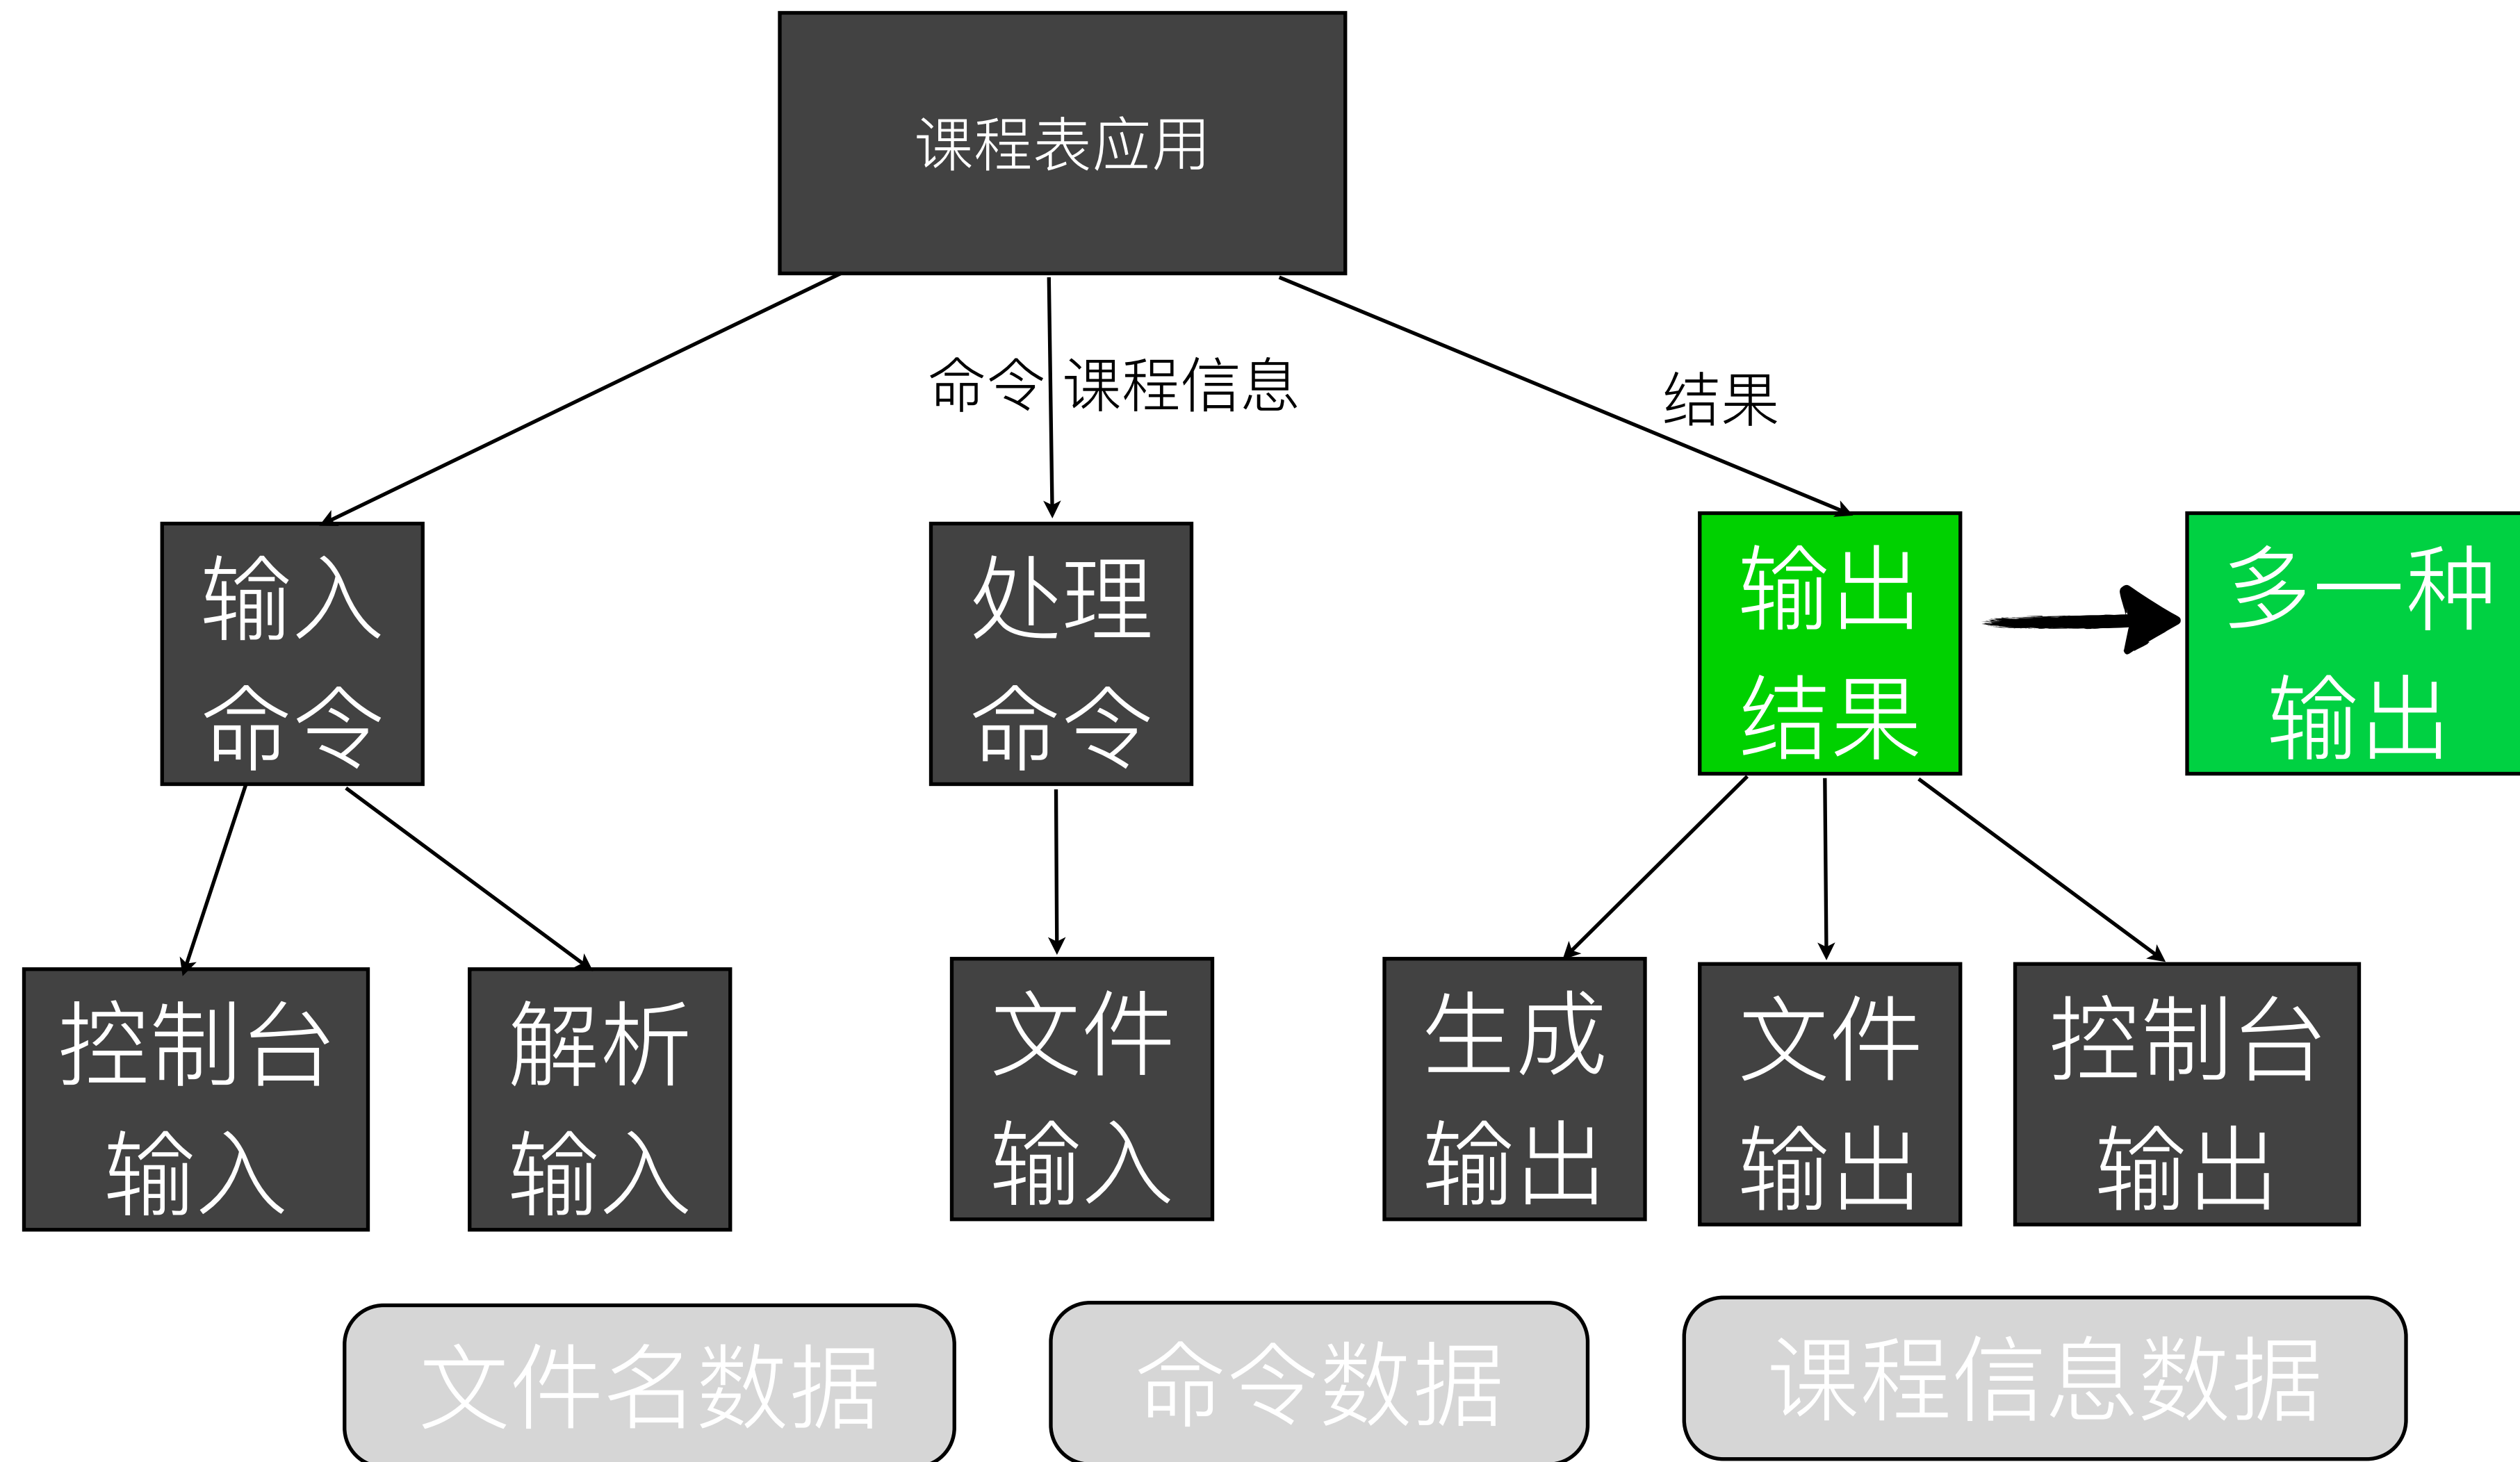 课程表应用
命令 课程信息
结果
输入
命令
处理
命令
输出
结果
多一种
输出
控制台
输入
解析
输入
文件
输入
生成
输出
文件
输出
控制台
输出
文件名数据
命令数据
课程信息数据